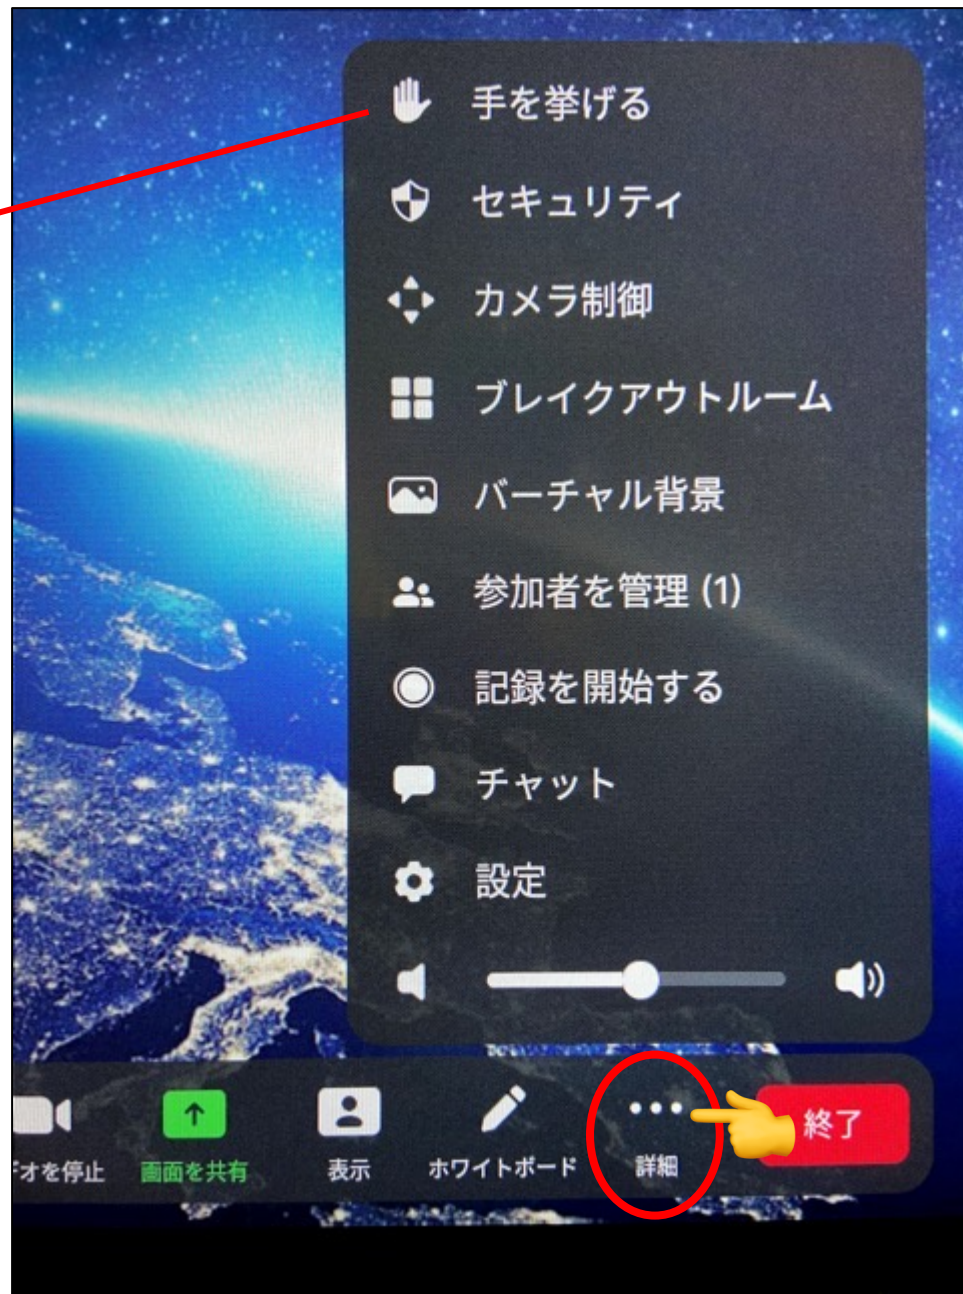 手を挙げる
セキュリティ
カメラ制御
ブレイクアウトルーム
バーチャル背景
参加者を管理 (1)
記録を開始する
チャット
設定
オを停止
画面を共有
表示
ホワイトボード
詳細
終了